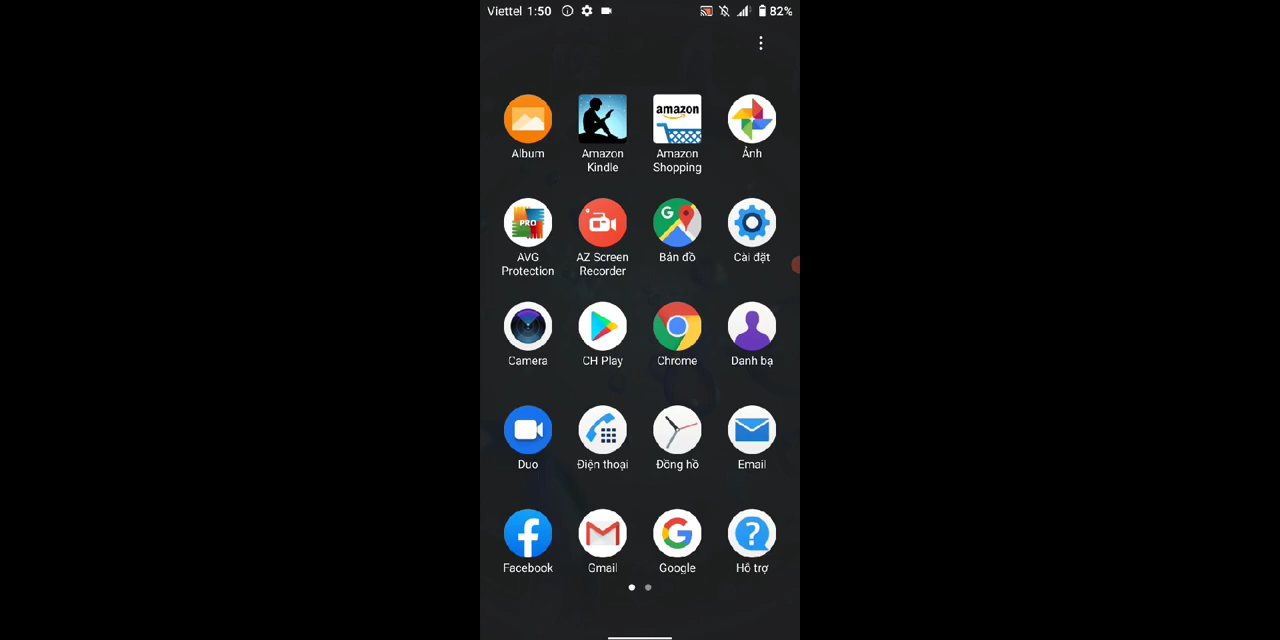 Viettel 1:50 82%
Album
Amazon Kindle
amazon
Amazon Shopping
Ảnh
PRO
AVG Protection
AZ Screen Recorder
G
Bản đồ
Cài đặt
Camera
CH Play
Chrome
Danh bạ
Duo
Điện thoại
Đồng hồ
Email
Facebook
Gmail
Google
Hỗ trợ